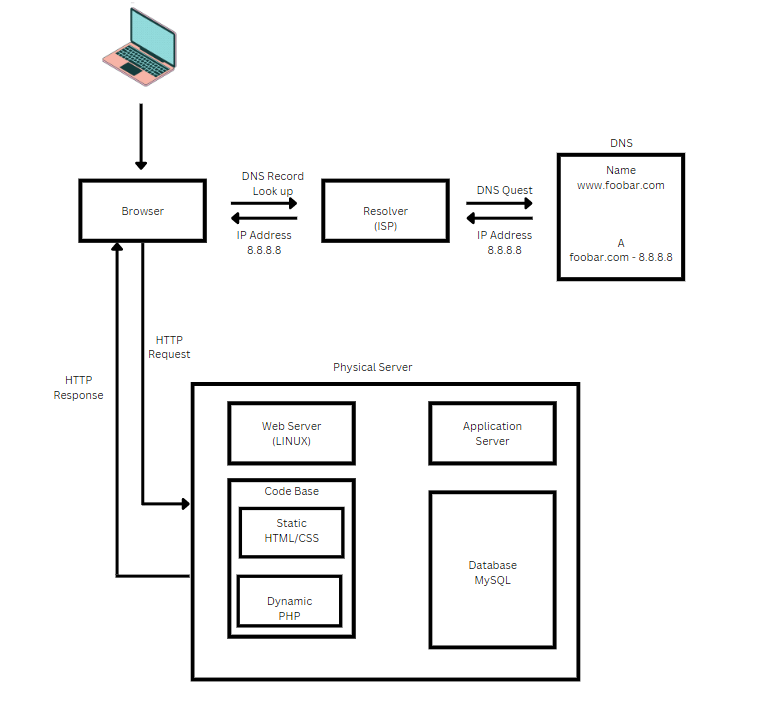 DNS
DNS Record
Look up
Name
www.foobar.com
DNS Quest
Browser
Resolver
(ISP)
IP Address
8.8.8.8
IP Address
8.8.8.8
A
foobar.com - 8.8.8.8
HTTP
Request
Physical Server
HTTP
Response
Web Server
(LINUX)
Application
Server
Code Base
Static
HTML/CSS
Database
MySQL
Dynamic
PHP